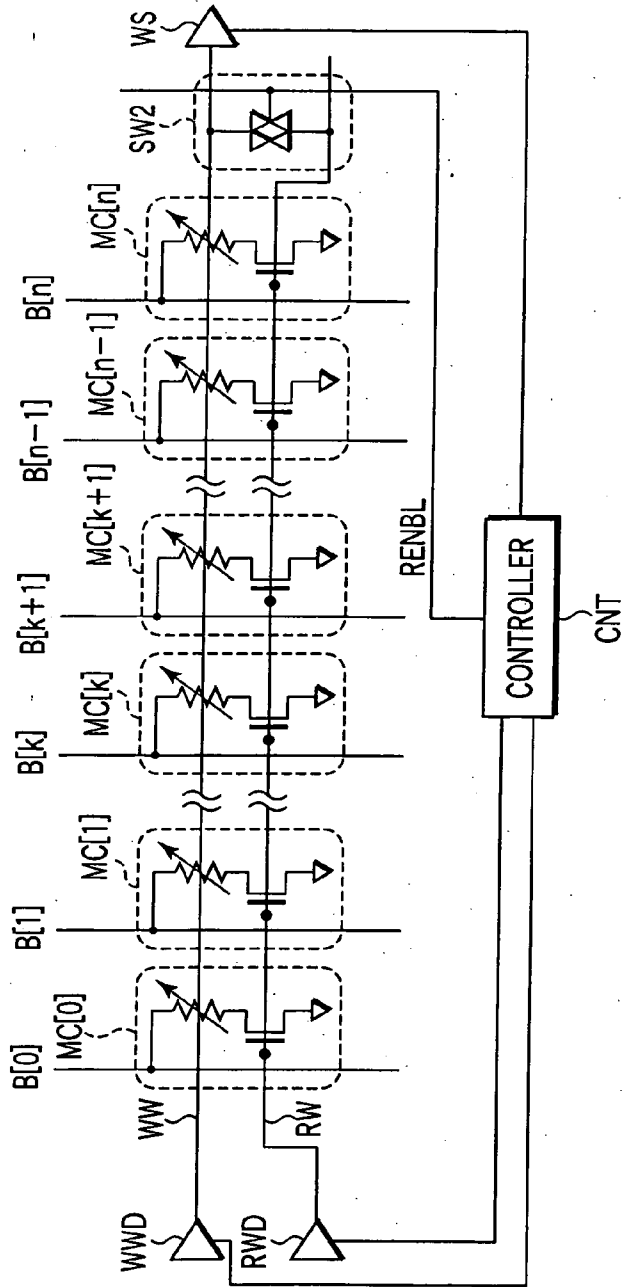 B[0]
B[1]
B[k]
B[k+1]
B[n-1]
B[n]
MC[0]
MC[1]
MC[k]
MC[k+1]
MC[n-1]
MC[n]
SW2
WS
WW
WWD
RW
RWD
RENBL
CONTROLLER
CNT